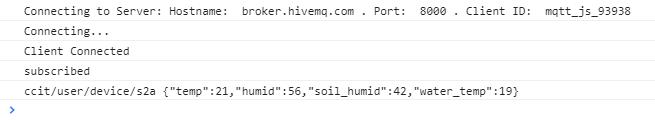 Connecting to Server: Hostname:  broker.hivemq.com . Port:  8000 . Client ID:  mqtt_js_93938
Connecting...
Client Connected
subscribed
ccit/user/device/s2a {"temp":21,"humid":56,"soil_humid":42,"water_temp":19}